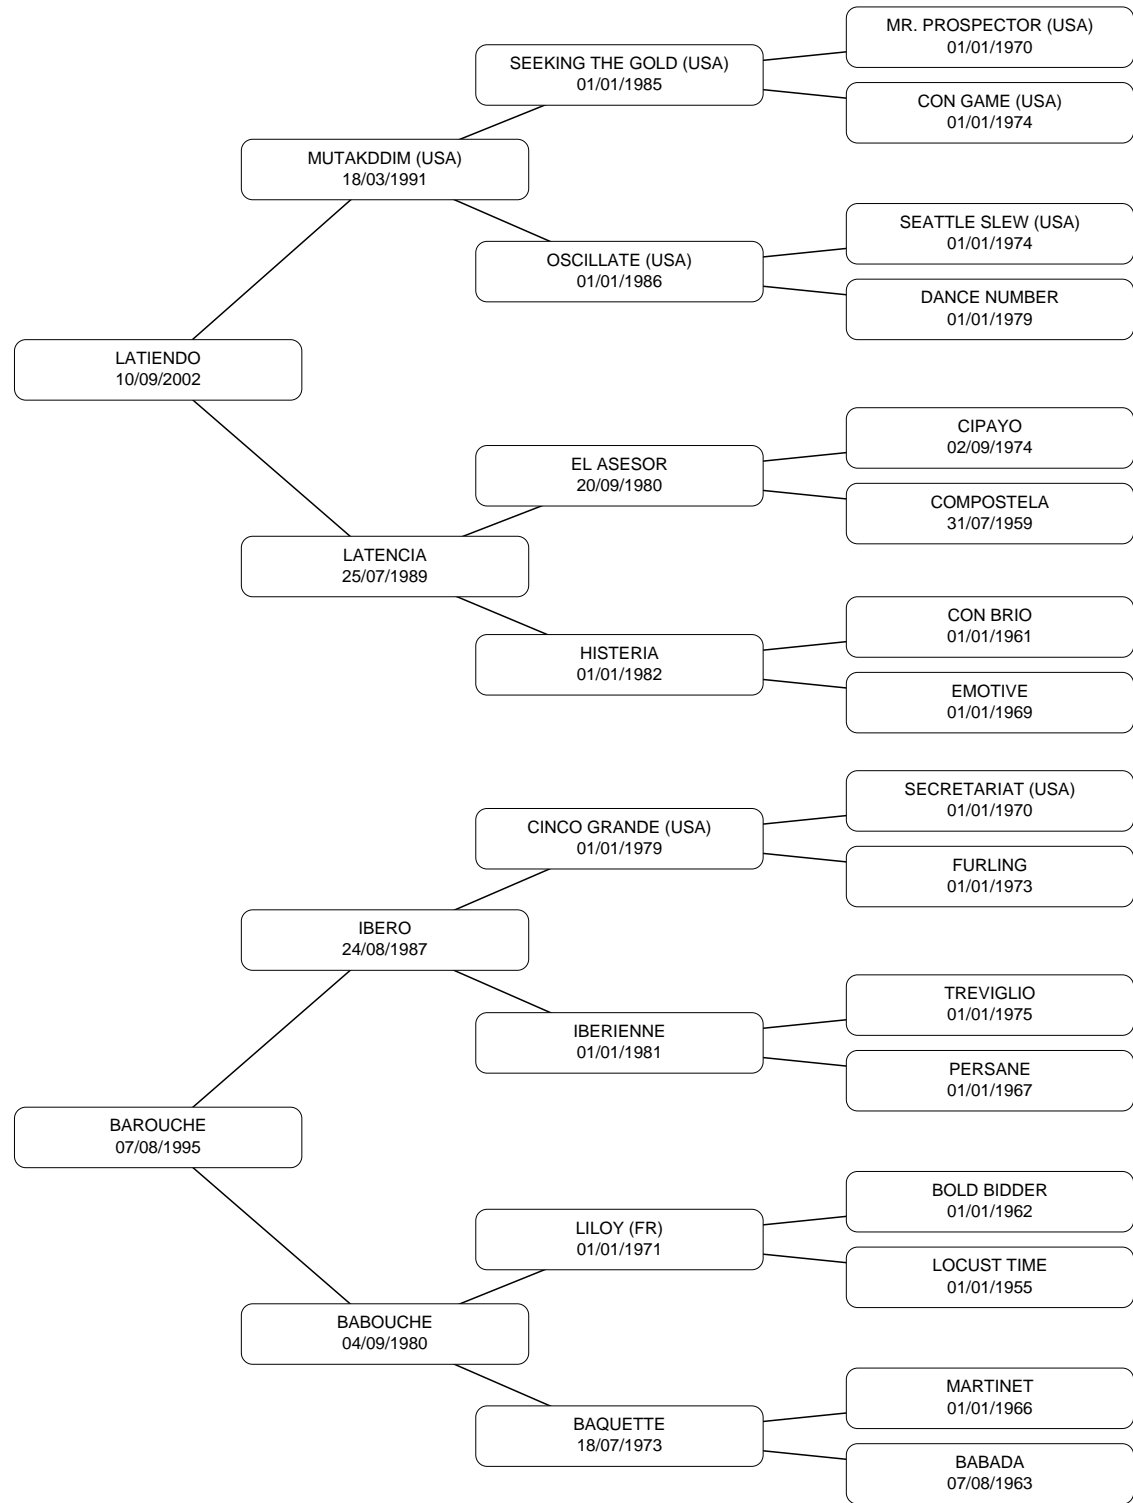 MR. PROSPECTOR (USA)
01/01/1970
SEEKING THE GOLD (USA)
01/01/1985
CON GAME (USA)
01/01/1974
MUTAKDDIM (USA)
18/03/1991
SEATTLE SLEW (USA)
01/01/1974
OSCILLATE (USA)
01/01/1986
DANCE NUMBER
01/01/1979
LATIENDO
10/09/2002
CIPAYO
02/09/1974
EL ASESOR
20/09/1980
COMPOSTELA
31/07/1959
LATENCIA
25/07/1989
CON BRIO
01/01/1961
HISTERIA
01/01/1982
EMOTIVE
01/01/1969
SECRETARIAT (USA)
01/01/1970
CINCO GRANDE (USA)
01/01/1979
FURLING
01/01/1973
IBERO
24/08/1987
TREVIGLIO
01/01/1975
IBERIENNE
01/01/1981
PERSANE
01/01/1967
BAROUCHE
07/08/1995
BOLD BIDDER
01/01/1962
LILOY (FR)
01/01/1971
LOCUST TIME
01/01/1955
BABOUCHE
04/09/1980
MARTINET
01/01/1966
BAQUETTE
18/07/1973
BABADA
07/08/1963